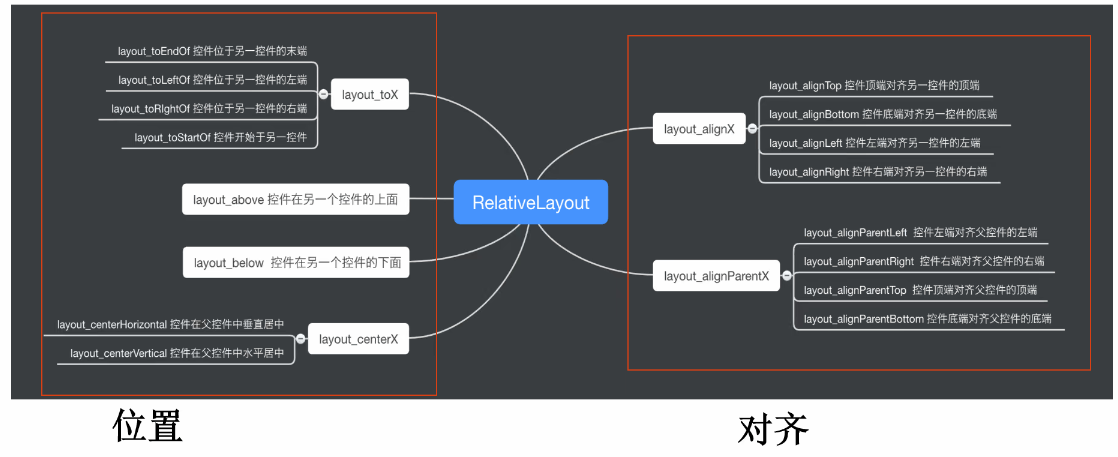 layout_toEndOf 控件位于另一控件的末端
layout_toLeftOf 控件位于另一控件的左端
layout_toRIghtOf 控件位于另一控件的右端
layout_toStartOf 控件开始于另一控件
layout_toX
layout_above 控件在另一个控件的上面
layout_below 控件在另一个控件的下面
layout_centerHorizontal 控件在父控件中垂直居中
layout_centerVertical 控件在父控件中水平居中
layout_centerX
RelativeLayout
layout_alignX
layout_alignTop 控件顶端对齐另一控件的顶端
layout_alignBottom 控件底端对齐另一控件的底端
layout_alignLeft 控件左端对齐另一控件的左端
layout_alignRight 控件右端对齐另一控件的右端
layout_alignParentX
layout_alignParentLeft 控件左端对齐父控件的左端
layout_alignParentRight 控件右端对齐父控件的右端
layout_alignParentTop 控件顶端对齐父控件的顶端
layout_alignParentBottom 控件底端对齐父控件的底端
位置
对齐